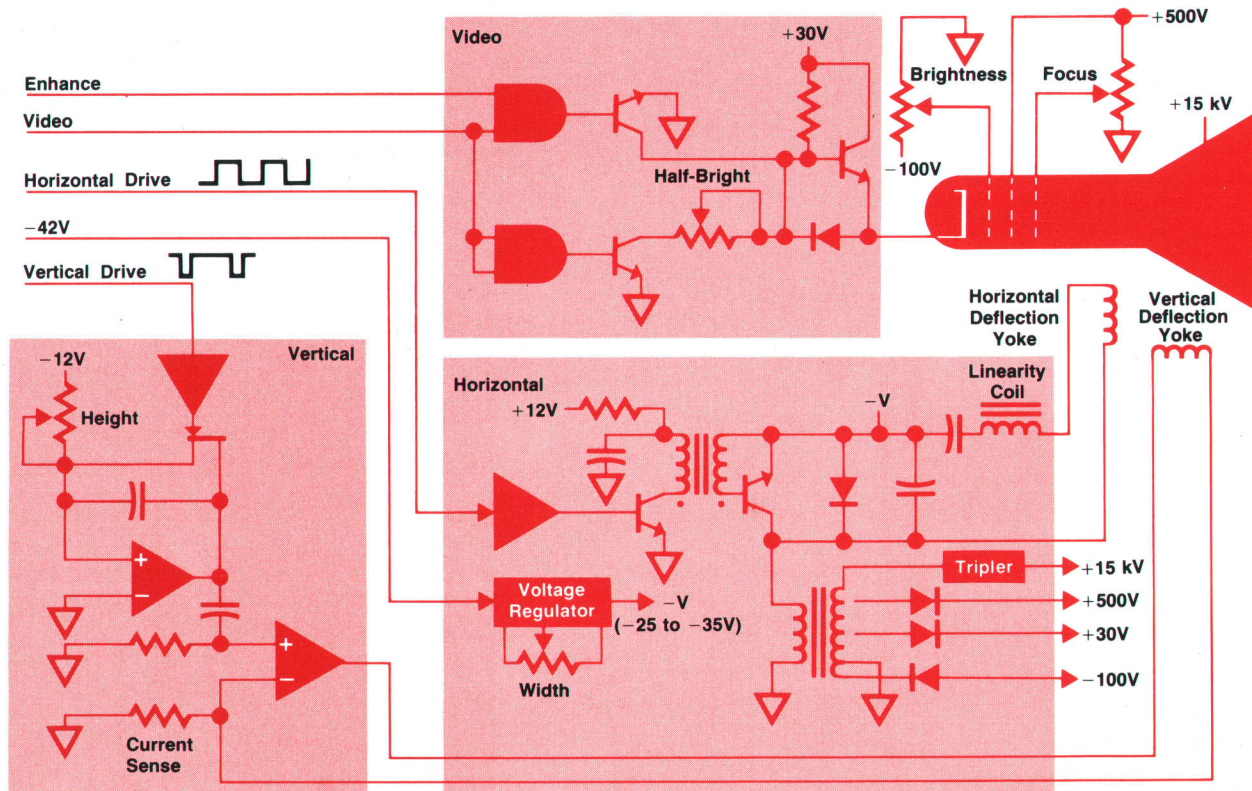 Video
+30V
+500V
Brightness
Focus
+15 kV
Enhance
Video
Horizontal Drive
−100V
Half-Bright
−42V
Vertical Drive
Horizontal
Deflection
Yoke
Vertical
Deflection
Yoke
Vertical
−12V
Height
Horizontal
+12V
−V
Linearity
Coil
+
−
Voltage
Regulator
−V
(−25 to −35V)
Width
Tripler
+15 kV
+500V
+30V
−100V
+
−
Current
Sense